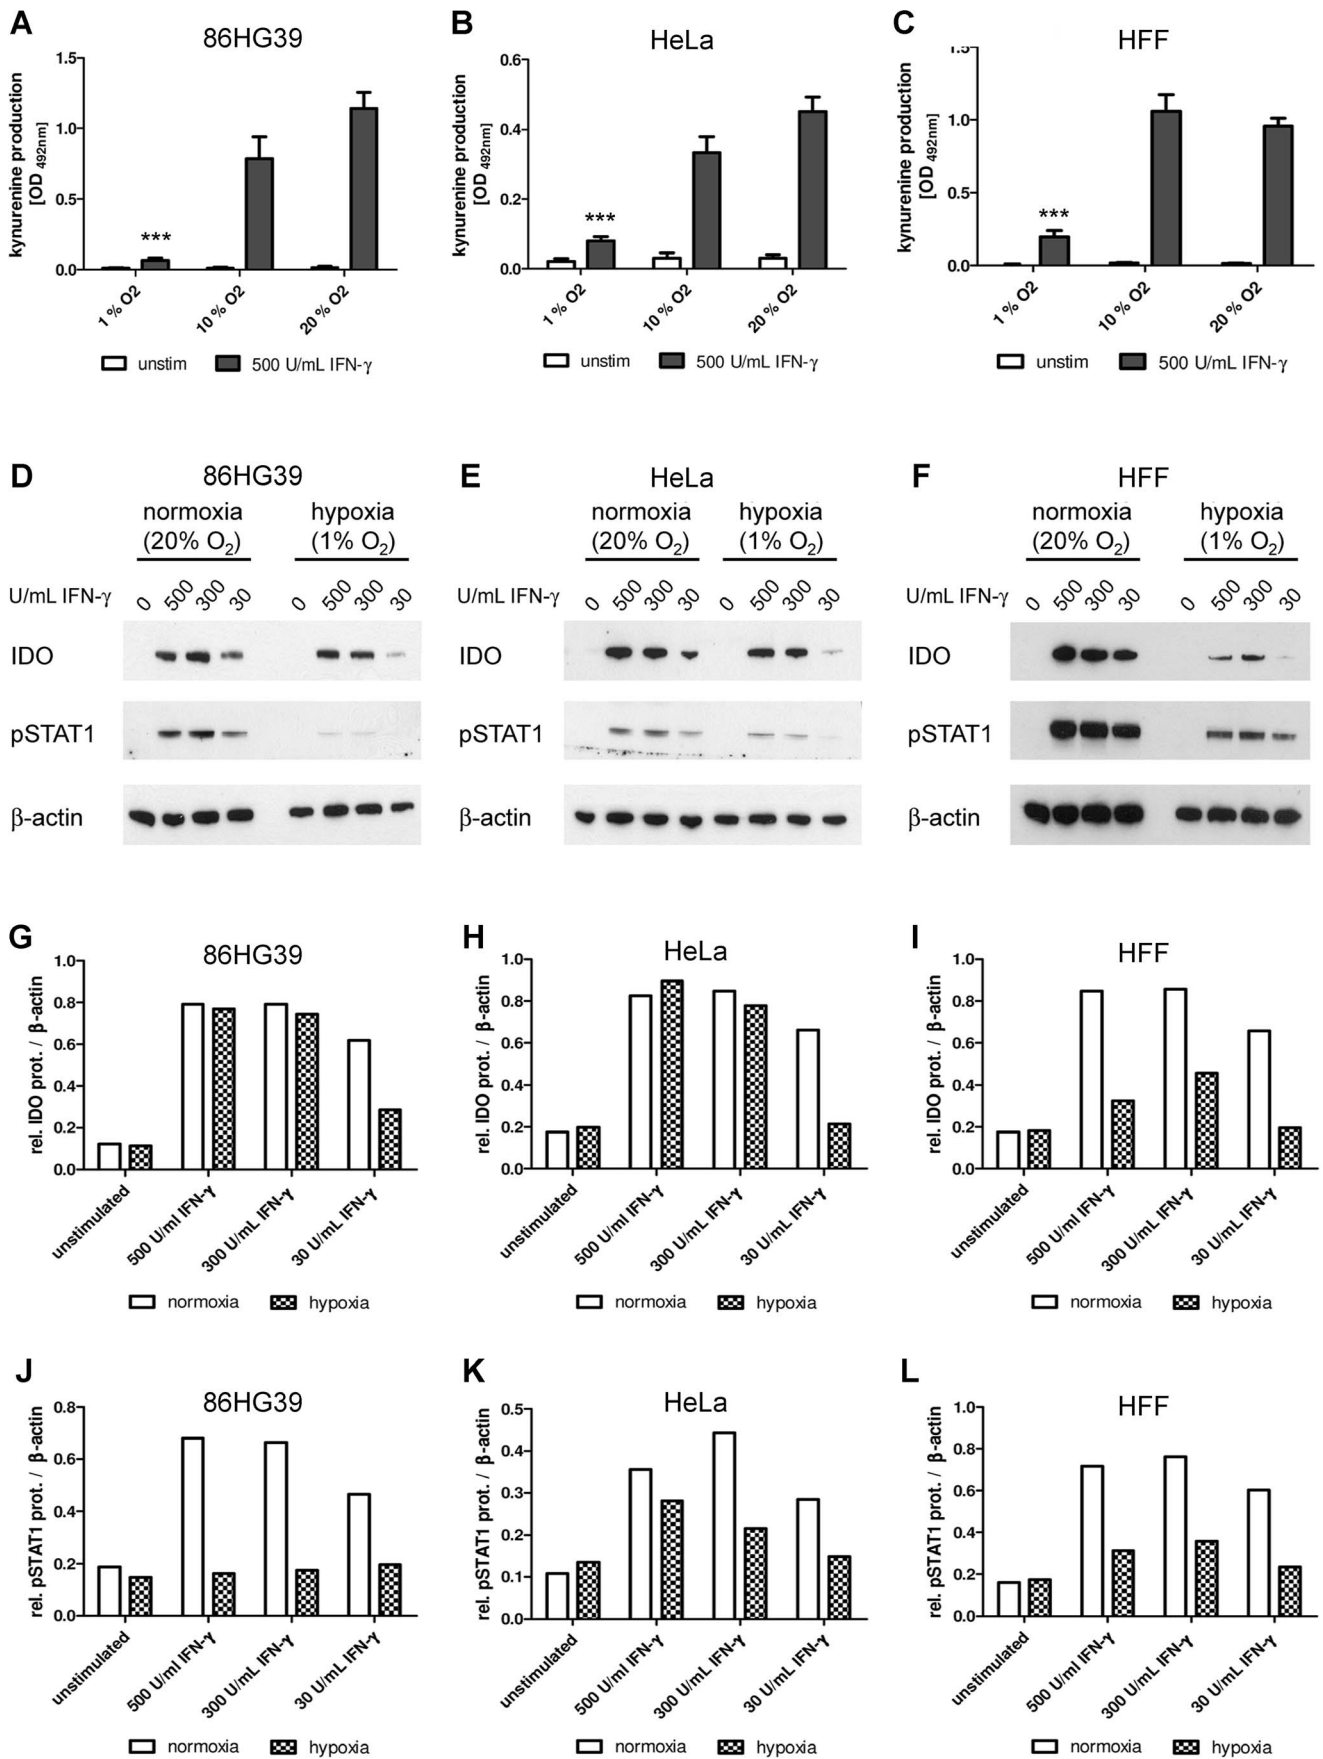 A
86HG39
kynurenine production
[OD 492nm]
1.5
1.0
0.5
0.0
***
1 % O2
10 % O2
20 % O2
unstim
500 U/mL IFN-γ
B
HeLa
kynurenine production
[OD 492nm]
0.6
0.4
0.2
0.0
***
1 % O2
10 % O2
20 % O2
unstim
500 U/mL IFN-γ
C
HFF
kynurenine production
[OD 492nm]
1.5
1.0
0.5
0.0
***
1 % O2
10 % O2
20 % O2
unstim
500 U/mL IFN-γ
D
86HG39
normoxia
(20% O2)
hypoxia
(1% O2)
U/mL IFN-γ
0 500 300 30 0 500 300 30
IDO
pSTAT1
β-actin
E
HeLa
normoxia
(20% O2)
hypoxia
(1% O2)
U/mL IFN-γ
0 500 300 30 0 500 300 30
IDO
pSTAT1
β-actin
F
HFF
normoxia
(20% O2)
hypoxia
(1% O2)
U/mL IFN-γ
0 500 300 30 0 500 300 30
IDO
pSTAT1
β-actin
G
86HG39
rel. IDO prot. / β-actin
1.0
0.8
0.6
0.4
0.2
0.0
unstimulated
500 U/ml IFN-γ
300 U/mL IFN-γ
30 U/mL IFN-γ
normoxia
hypoxia
H
HeLa
rel. IDO prot. / β-actin
1.0
0.8
0.6
0.4
0.2
0.0
unstimulated
500 U/ml IFN-γ
300 U/mL IFN-γ
30 U/mL IFN-γ
normoxia
hypoxia
I
HFF
rel. IDO prot. / β-actin
1.0
0.8
0.6
0.4
0.2
0.0
unstimulated
500 U/ml IFN-γ
300 U/mL IFN-γ
30 U/mL IFN-γ
normoxia
hypoxia
J
86HG39
rel. pSTAT1 prot. / β-actin
0.8
0.6
0.4
0.2
0.0
unstimulated
500 U/ml IFN-γ
300 U/mL IFN-γ
30 U/mL IFN-γ
normoxia
hypoxia
K
HeLa
rel. pSTAT1 prot. / β-actin
0.5
0.4
0.3
0.2
0.1
0.0
unstimulated
500 U/ml IFN-γ
300 U/mL IFN-γ
30 U/mL IFN-γ
normoxia
hypoxia
L
HFF
rel. pSTAT1 prot. / β-actin
1.0
0.8
0.6
0.4
0.2
0.0
unstimulated
500 U/ml IFN-γ
300 U/mL IFN-γ
30 U/mL IFN-γ
normoxia
hypoxia